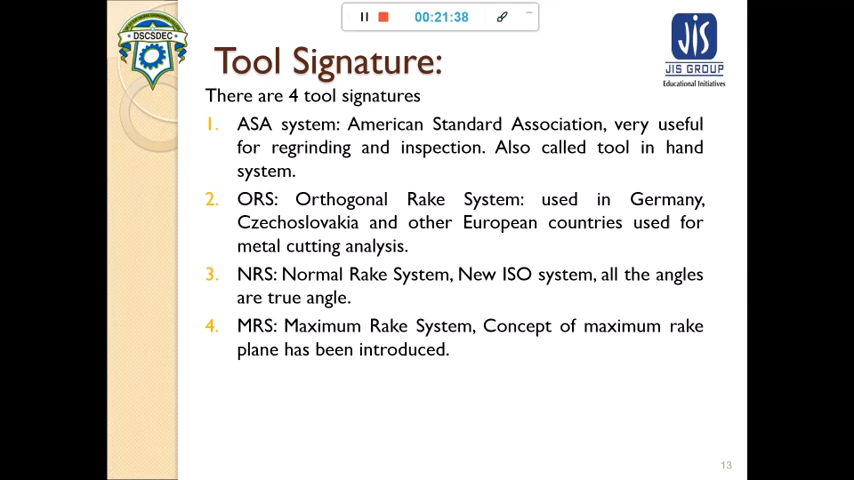 00:21:38
DSCSDEC
JIS
JIS GROUP
Educational Initiatives
Tool Signature:
There are 4 tool signatures
1. ASA system: American Standard Association, very useful
for regrinding and inspection. Also called tool in hand
system.
2. ORS: Orthogonal Rake System: used in Germany,
Czechoslovakia and other European countries used for
metal cutting analysis.
3. NRS: Normal Rake System, New ISO system, all the angles
are true angle.
4. MRS: Maximum Rake System, Concept of maximum rake
plane has been introduced.
13